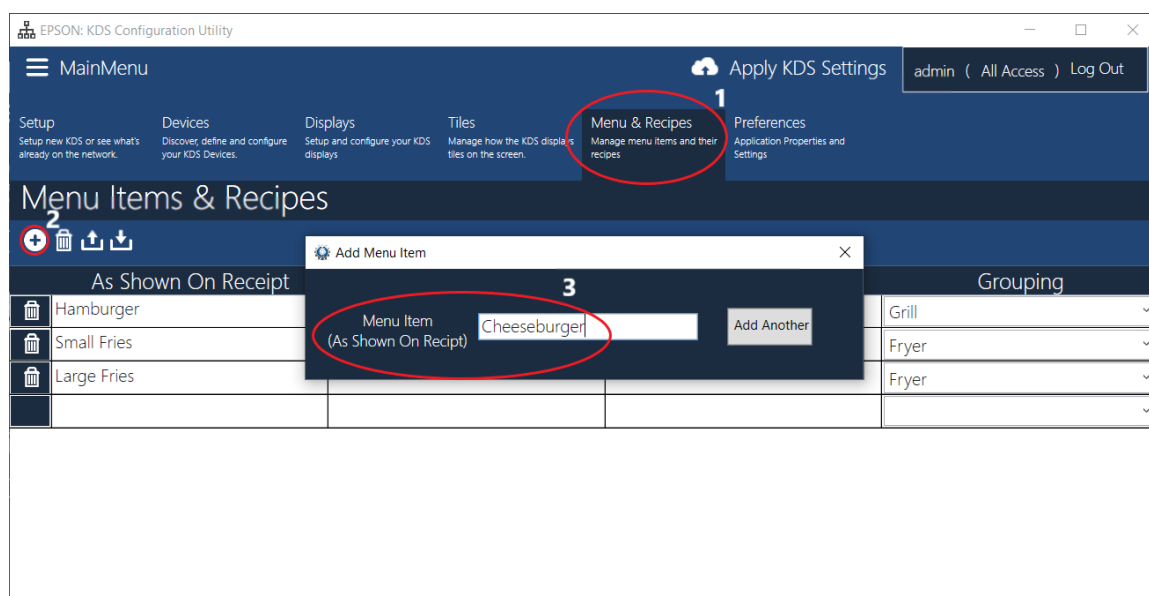 EPSON: KDS Configuration Utility
MainMenu
Apply KDS Settings
admin ( All Access ) Log Out
1
Setup
Setup new KDS or see what's
already on the network.
Devices
Discover, define and configure
your KDS Devices.
Displays
Setup and configure your KDS
displays
Tiles
Manage how the KDS displays
tiles on the screen.
Menu & Recipes
Manage menu items and their
recipes
Preferences
Application Properties and
Settings
Menu Items & Recipes
2
Add Menu Item
As Shown On Receipt
Grouping
3
Menu Item
(As Shown On Recipt)
Cheeseburger
Add Another
Hamburger
Grill
Small Fries
Fryer
Large Fries
Fryer